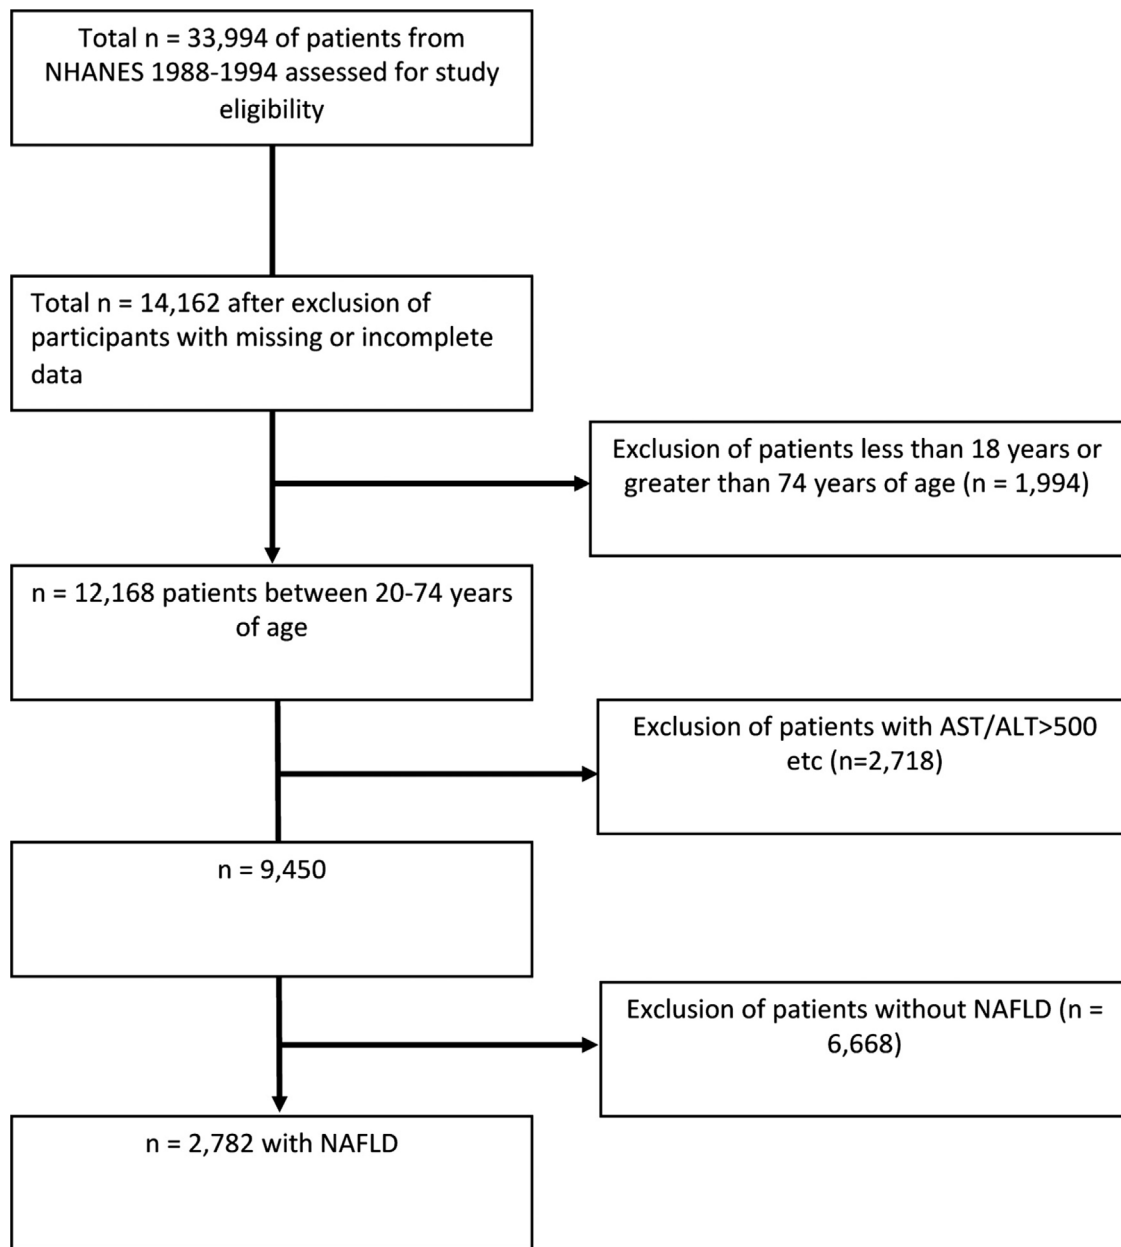 Total n = 33,994 of patients from
NHANES 1988-1994 assessed for study
eligibility
Total n = 14,162 after exclusion of
participants with missing or incomplete
data
Exclusion of patients less than 18 years or
greater than 74 years of age (n = 1,994)
n = 12,168 patients between 20-74 years
of age
Exclusion of patients with AST/ALT>500
etc (n=2,718)
n = 9,450
Exclusion of patients without NAFLD (n =
6,668)
n = 2,782 with NAFLD